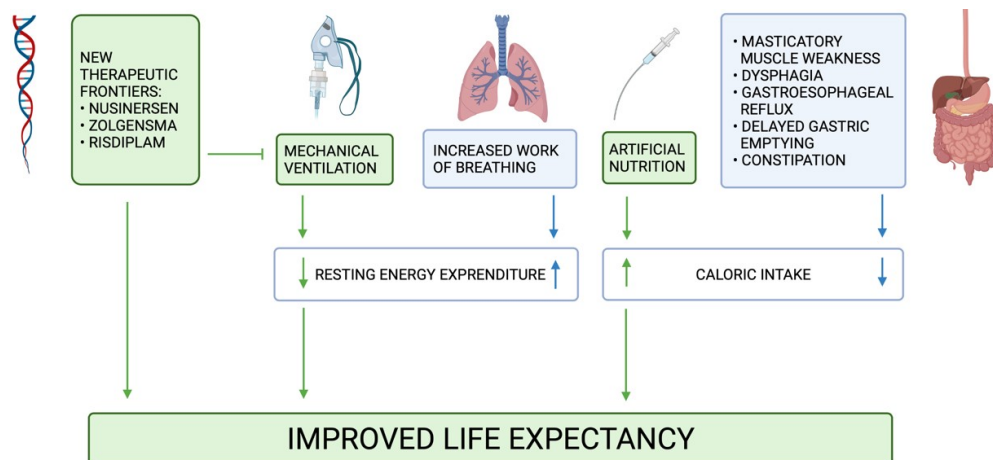 NEW
THERAPEUTIC
FRONTIERS:
• NUSINERSEN
• ZOLGENSMA
• RISDIPLAM
MECHANICAL
VENTILATION
INCREASED WORK
OF BREATHING
ARTIFICIAL
NUTRITION
• MASTICATORY
MUSCLE WEAKNESS
• DYSPHAGIA
• GASTROESOPHAGEAL
REFLUX
• DELAYED GASTRIC
EMPTYING
• CONSTIPATION
RESTING ENERGY EXPRENDITURE
CALORIC INTAKE
IMPROVED LIFE EXPECTANCY